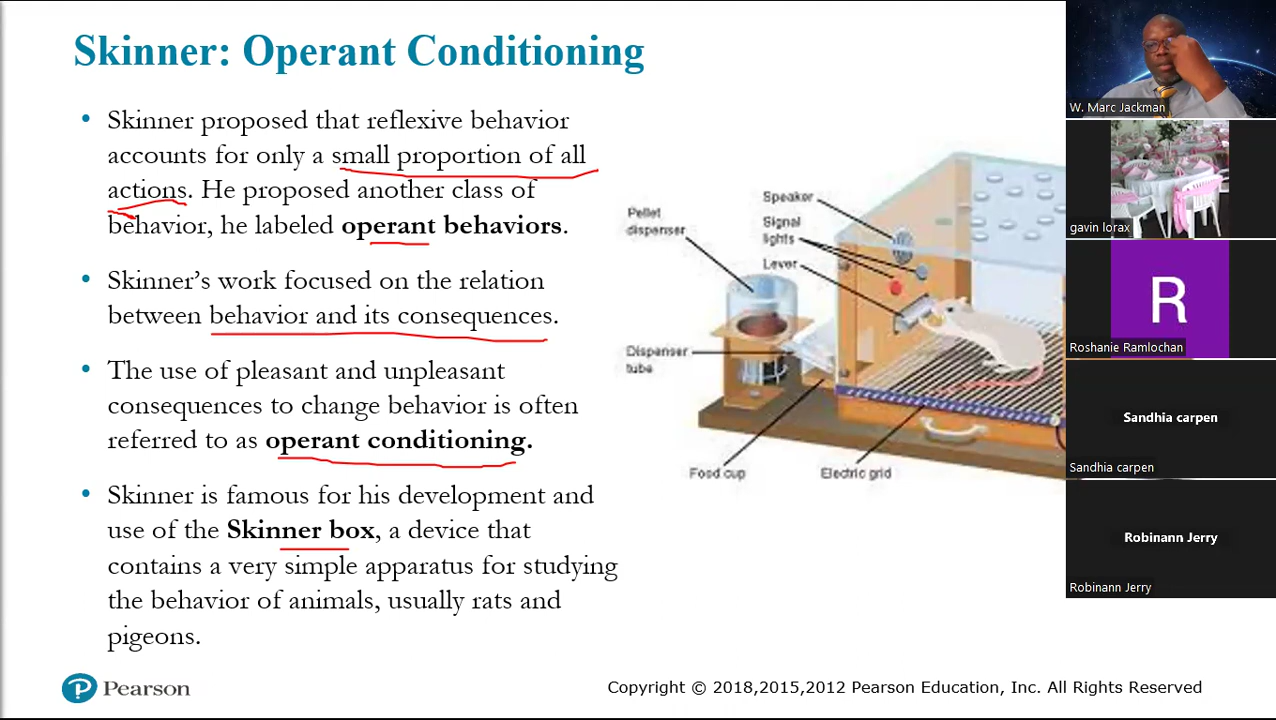 Skinner: Operant Conditioning
• Skinner proposed that reflexive behavior
accounts for only a small proportion of all
actions. He proposed another class of
behavior, he labeled operant behaviors.
• Skinner’s work focused on the relation
between behavior and its consequences.
• The use of pleasant and unpleasant
consequences to change behavior is often
referred to as operant conditioning.
• Skinner is famous for his development and
use of the Skinner box, a device that
contains a very simple apparatus for studying
the behavior of animals, usually rats and
pigeons.
Speaker
Signal
lights
Lever
Pellet
dispenser
Dispenser
tube
Food cup
Electric grid
P Pearson
Copyright © 2018,2015,2012 Pearson Education, Inc. All Rights Reserved
W. Marc Jackman
gavin lorax
R
Roshanie Ramlochan
Sandhia carpen
Sandhia carpen
Robinann Jerry
Robinann Jerry